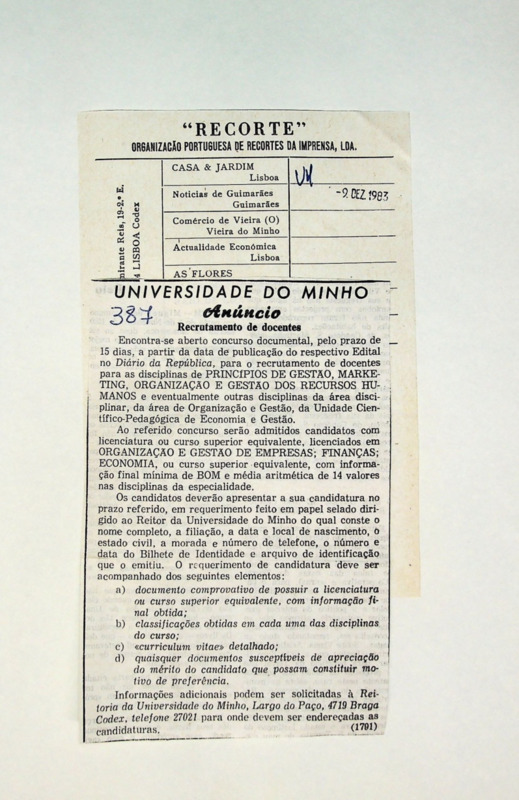 "RECORTE"
ORGANIZAÇÃO PORTUGUESA DE RECORTES DA IMPRENSA, LDA.
mirante Reis, 19-2.º E.
LISBOA Codex
CASA & JARDIM
Lisboa
Notícias de Guimarães
Guimarães
Comércio de Vieira (O)
Vieira do Minho
Actualidade Económica
Lisboa
AS FLORES
-9. DEZ. 1983
UNIVERSIDADE DO MINHO
387
Anúncio
Recrutamento de docentes
Encontra-se aberto concurso documental, pelo prazo de
15 dias, a partir da data de publicação do respectivo Edital
no Diário da República, para o recrutamento de docentes
para as disciplinas de PRINCIPIOS DE GESTÃO, MARKE-
TING, ORGANIZAÇÃO E GESTÃO DOS RECURSOS HU-
MANOS e eventualmente outras disciplinas da área disci-
plinar, da área de Organização e Gestão, da Unidade Cien-
tífico-Pedagógica de Economia e Gestão.
Ao referido concurso serão admitidos candidatos com
licenciatura ou curso superior equivalente, licenciados em
ORGANIZAÇÃO E GESTÃO DE EMPRESAS; FINANÇAS;
ECONOMIA, ou curso superior equivalente, com informa-
ção final mínima de BOM e média aritmética de 14 valores
nas disciplinas da especialidade.
Os candidatos deverão apresentar a sua candidatura no
prazo referido, em requerimento feito em papel selado diri-
gido ao Reitor da Universidade do Minho do qual conste o
nome completo, a filiação, a data e local de nascimento, o
estado civil, a morada e número de telefone, o número e
data do Bilhete de Identidade e arquivo de identificação
que o emitiu. O requerimento de candidatura deve ser
acompanhado dos seguintes elementos:
a) documento comprovativo de possuir a licenciatura
ou curso superior equivalente, com informação fi-
nal obtida;
b) classificações obtidas em cada uma das disciplinas
do curso;
c) «curriculum vitae» detalhado;
d) quaisquer documentos susceptíveis de apreciação
do mérito do candidato que possam constituir mo-
tivo de preferência.
Informações adicionais podem ser solicitadas à Rei-
toria da Universidade do Minho, Largo do Paço, 4719 Braga
Codex, telefone 27021 para onde devem ser endereçadas as
candidaturas. (1791)